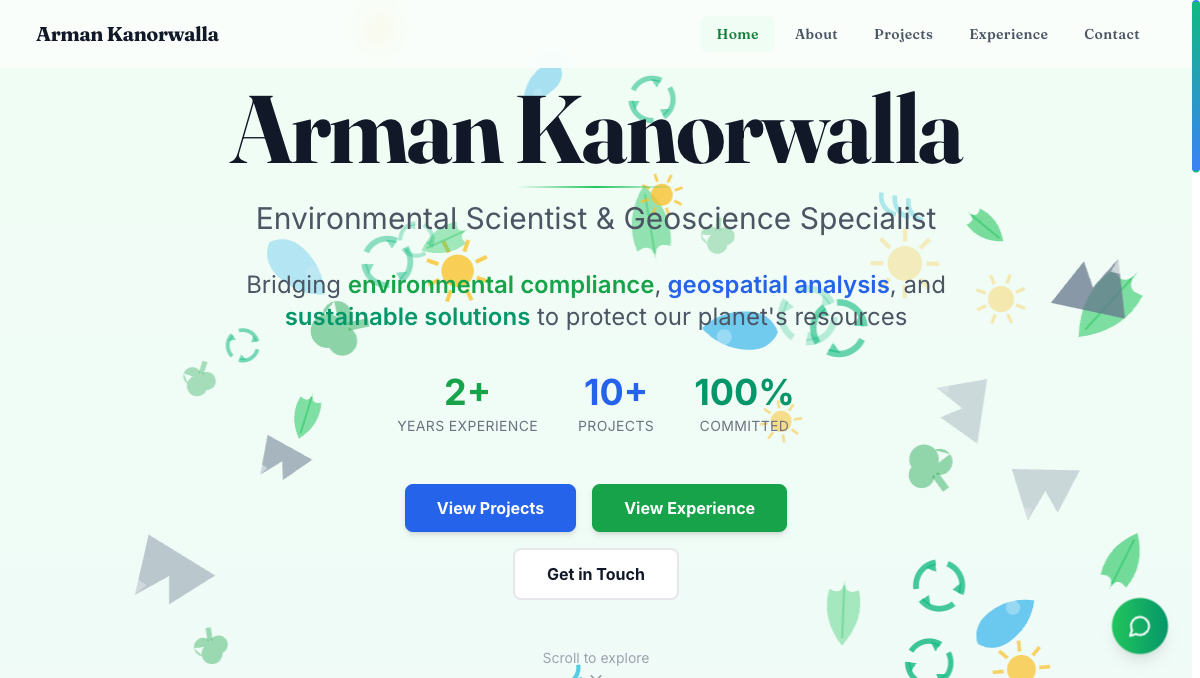 Arman Kanorwalla
Home About Projects Experience Contact
Arman Kanorwalla
Environmental Scientist & Geoscience Specialist
Bridging environmental compliance, geospatial analysis, and
sustainable solutions to protect our planet's resources
2+ 10+ 100%
YEARS EXPERIENCE PROJECTS COMMITTED
View Projects View Experience
Get in Touch
Scroll to explore